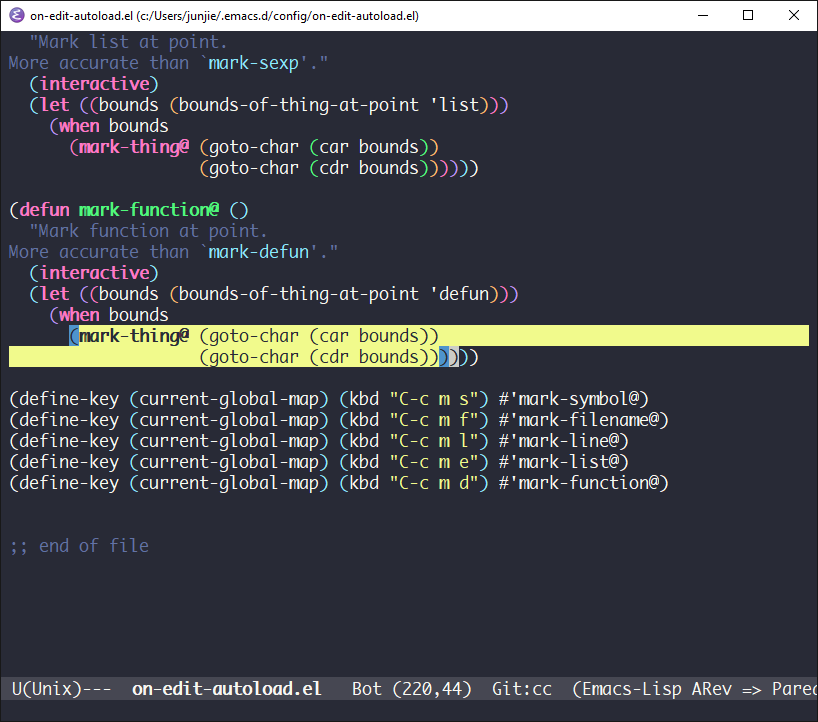 on-edit-autoload.el (c:/Users/junjie/.emacs.d/config/on-edit-autoload.el)
  "Mark list at point.
More accurate than `mark-sexp'."
  (interactive)
  (let ((bounds (bounds-of-thing-at-point 'list)))
    (when bounds
      (mark-thing@ (goto-char (car bounds))
                   (goto-char (cdr bounds))))))
(defun mark-function@ ()
  "Mark function at point.
More accurate than `mark-defun'."
  (interactive)
  (let ((bounds (bounds-of-thing-at-point 'defun)))
    (when bounds
      (mark-thing@ (goto-char (car bounds))
                   (goto-char (cdr bounds))))))
(define-key (current-global-map) (kbd "C-c m s") #'mark-symbol@)
(define-key (current-global-map) (kbd "C-c m f") #'mark-filename@)
(define-key (current-global-map) (kbd "C-c m l") #'mark-line@)
(define-key (current-global-map) (kbd "C-c m e") #'mark-list@)
(define-key (current-global-map) (kbd "C-c m d") #'mark-function@)
;; end of file
U(Unix)---  on-edit-autoload.el   Bot (220,44)  Git:cc  (Emacs-Lisp ARev => Pared